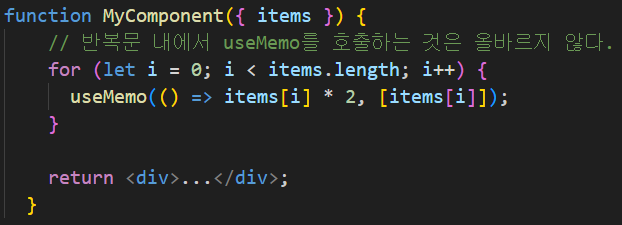 function MyComponent({ items }) {
// 반복문 내에서 useMemo를 호출하는 것은 올바르지 않다.
for (let i = 0; i < items.length; i++) {
useMemo(() => items[i] * 2, [items[i]]);
}
return <div>...</div>;
}